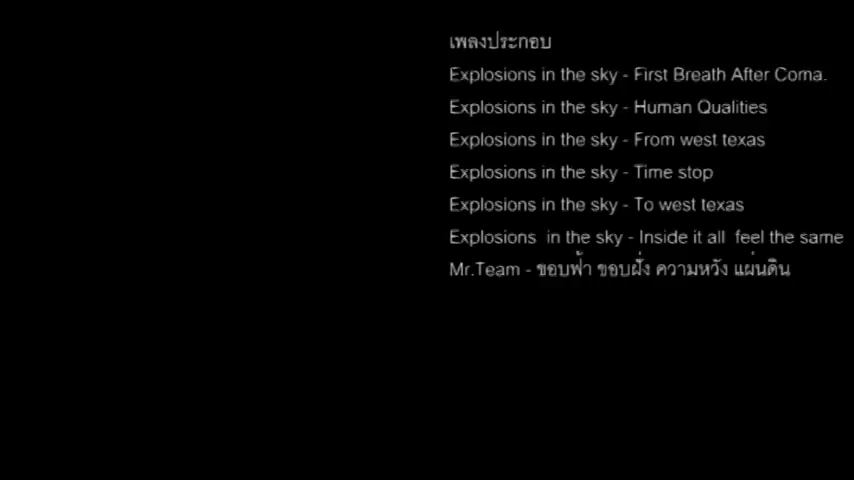 เพลงประกอบ
Explosions in the sky - First Breath After Coma.
Explosions in the sky - Human Qualities
Explosions in the sky - From west texas
Explosions in the sky - Time stop
Explosions in the sky - To west texas
Explosions in the sky - Inside it all feel the same
Mr.Team - ขอบฟ้า ขอบฝั่ง ความหวัง แผ่นดิน